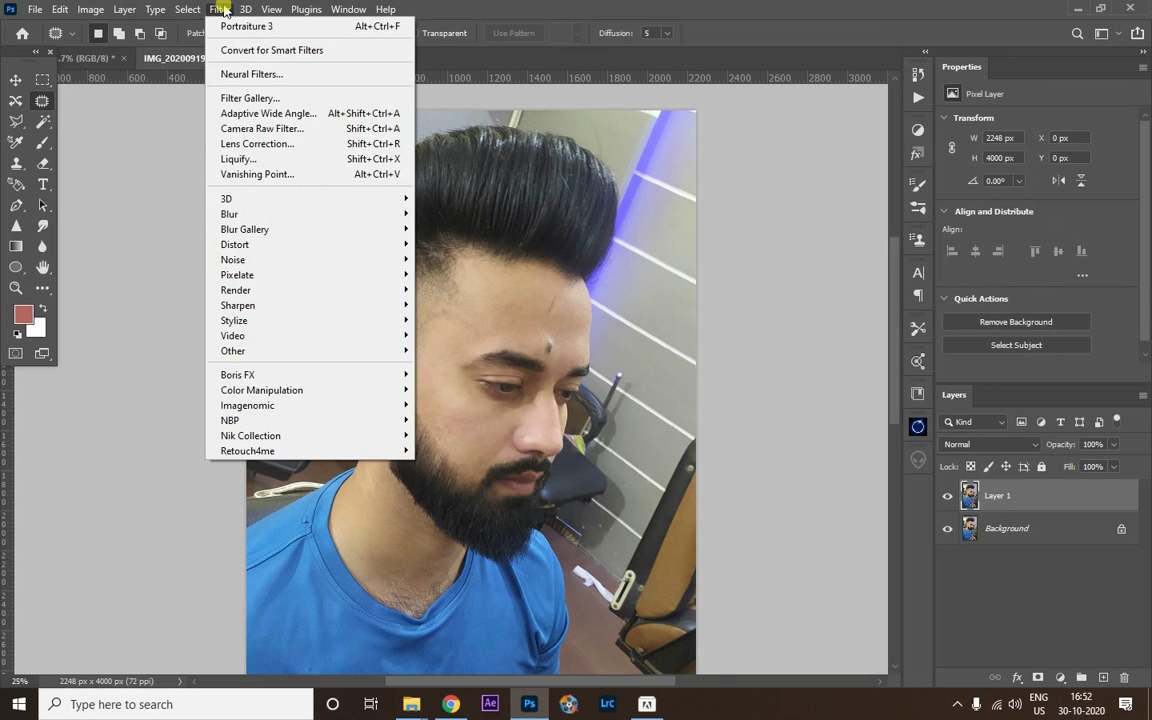 Ps File Edit Image Layer Type Select Filter 3D View Plugins Window Help
Transparent Use Pattern Diffusion: 5
.7% (RGB/8) * × IMG_20200919
400 1000 1200 1400 1600 1800 2000 2200 2400 2600 2800 3000
Portraiture 3 Alt+Ctrl+F
Convert for Smart Filters
Neural Filters...
Filter Gallery...
Adaptive Wide Angle... Alt+Shift+Ctrl+A
Camera Raw Filter... Shift+Ctrl+A
Lens Correction... Shift+Ctrl+R
Liquify... Shift+Ctrl+X
Vanishing Point... Alt+Ctrl+V
3D
Blur
Blur Gallery
Distort
Noise
Pixelate
Render
Sharpen
Stylize
Video
Other
Boris FX
Color Manipulation
Imagenomic
NBP
Nik Collection
Retouch4me
Properties
Pixel Layer
Transform
W 2248 px X 0 px
H 4000 px Y 0 px
0.00°
Align and Distribute
Align:
Quick Actions
Remove Background
Select Subject
Layers
Kind
Normal Opacity: 100%
Lock: Fill: 100%
Layer 1
Background
25% 2248 px x 4000 px (72 ppi)
Type here to search
Ae Ps Lrc
ENG 16:52
US 30-10-2020